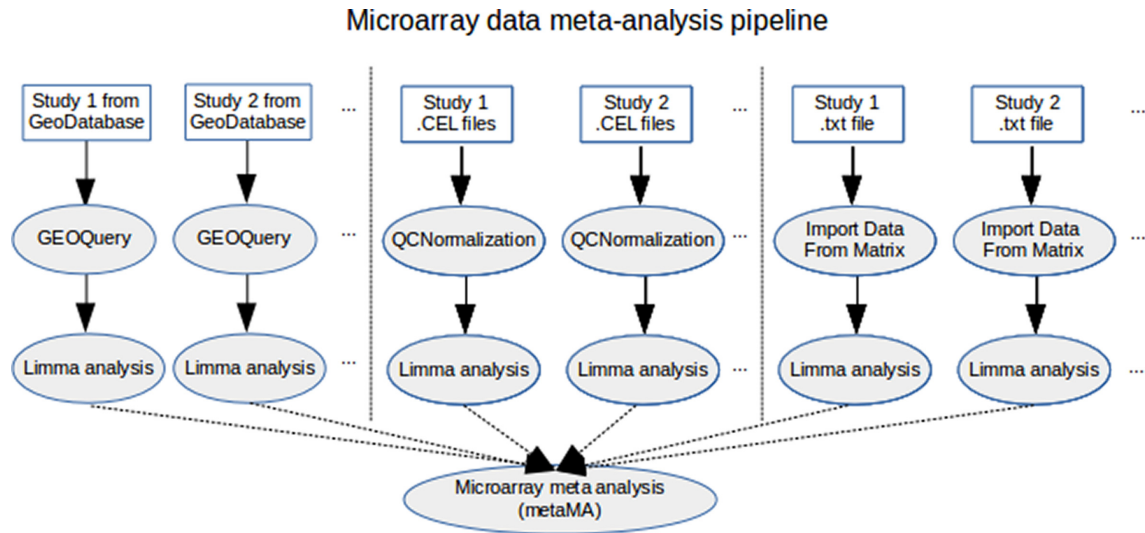 Microarray data meta-analysis pipeline
Study 1 from
GeoDatabase
Study 2 from
GeoDatabase
...
Study 1
.CEL files
Study 2
.CEL files
...
Study 1
.txt file
Study 2
.txt file
...
GEOQuery
GEOQuery
...
QCNormalization
QCNormalization
...
Import Data
From Matrix
Import Data
From Matrix
...
Limma analysis
Limma analysis
...
Limma analysis
Limma analysis
...
Limma analysis
Limma analysis
...
Microarray meta analysis
(metaMA)